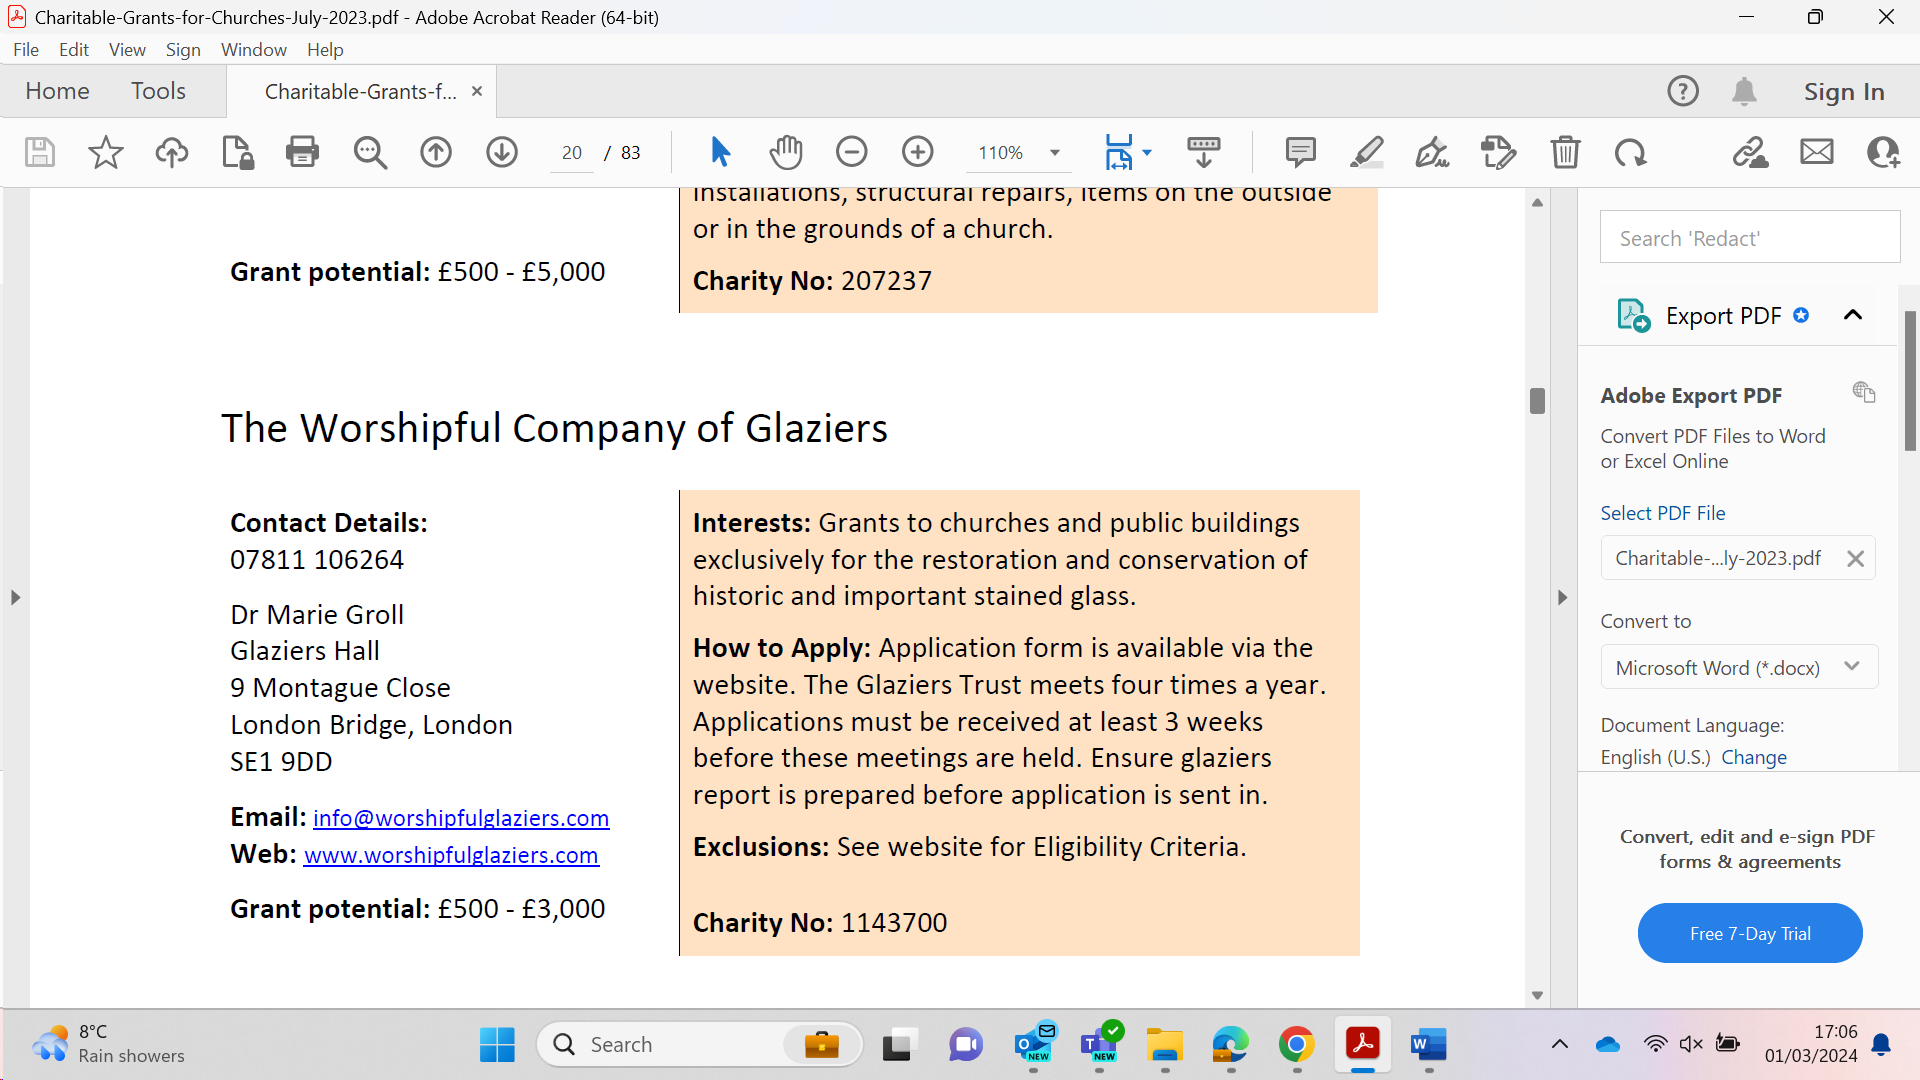 Charitable-Grants-for-Churches-July-2023.pdf - Adobe Acrobat Reader (64-bit)
File Edit View Sign Window Help
Home Tools Charitable-Grants-f... × Sign In
20 / 83 110%
installations, structural repairs, items on the outside
or in the grounds of a church.
Grant potential: £500 - £5,000
Charity No: 207237
The Worshipful Company of Glaziers
Contact Details:
07811 106264
Dr Marie Groll
Glaziers Hall
9 Montague Close
London Bridge, London
SE1 9DD
Email: info@worshipfulglaziers.com
Web: www.worshipfulglaziers.com
Grant potential: £500 - £3,000
Interests: Grants to churches and public buildings
exclusively for the restoration and conservation of
historic and important stained glass.
How to Apply: Application form is available via the
website. The Glaziers Trust meets four times a year.
Applications must be received at least 3 weeks
before these meetings are held. Ensure glaziers
report is prepared before application is sent in.
Exclusions: See website for Eligibility Criteria.
Charity No: 1143700
Search 'Redact'
Export PDF
Adobe Export PDF
Convert PDF Files to Word
or Excel Online
Select PDF File
Charitable-...ly-2023.pdf
Convert to
Microsoft Word (*.docx)
Document Language:
English (U.S.) Change
Convert, edit and e-sign PDF
forms & agreements
Free 7-Day Trial
8°C
Rain showers
Search
NEW
NEW
17:06
01/03/2024